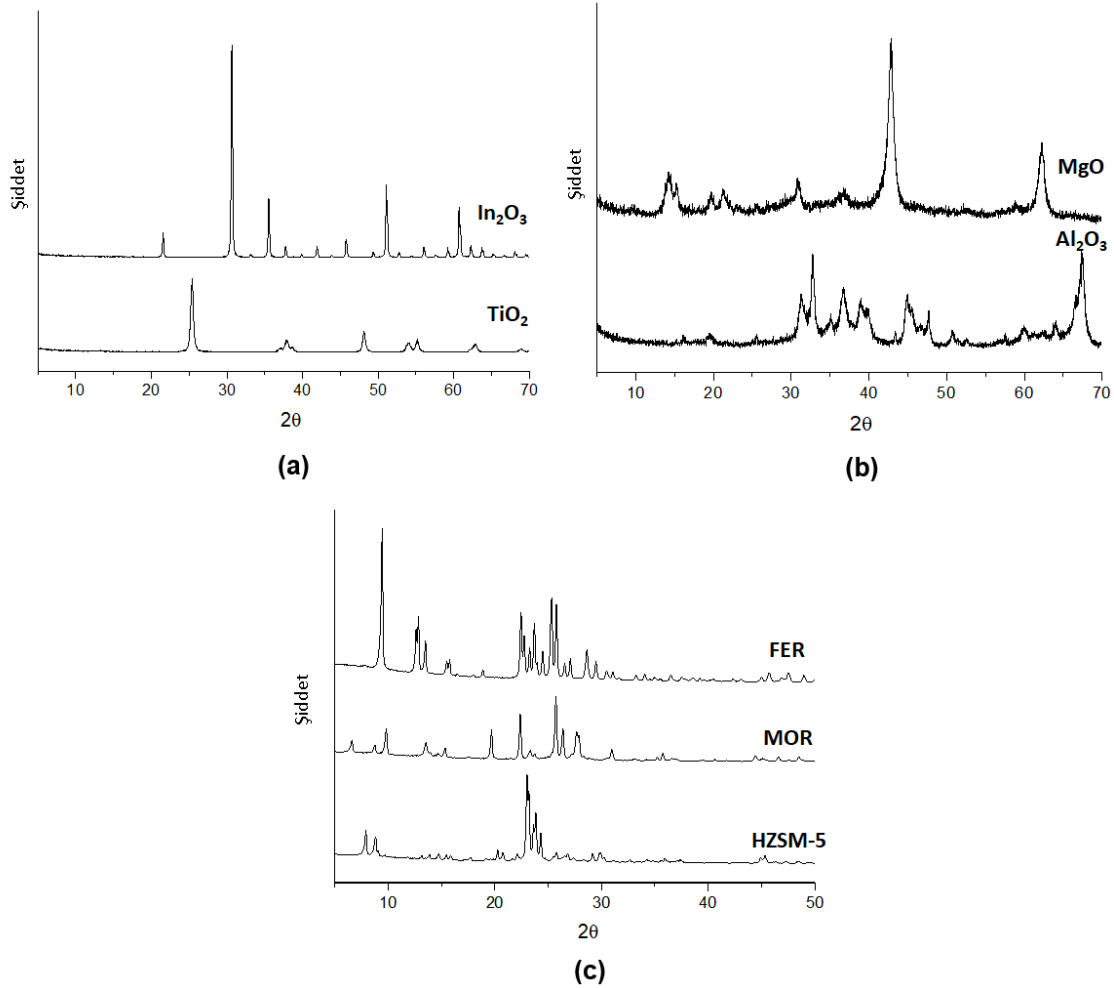 Şiddet
In₂O₃
TiO₂
10 20 30 40 50 60 70
2θ
(a)
Şiddet
MgO
Al₂O₃
10 20 30 40 50 60 70
2θ
(b)
Şiddet
FER
MOR
HZSM-5
10 20 30 40 50
2θ
(c)